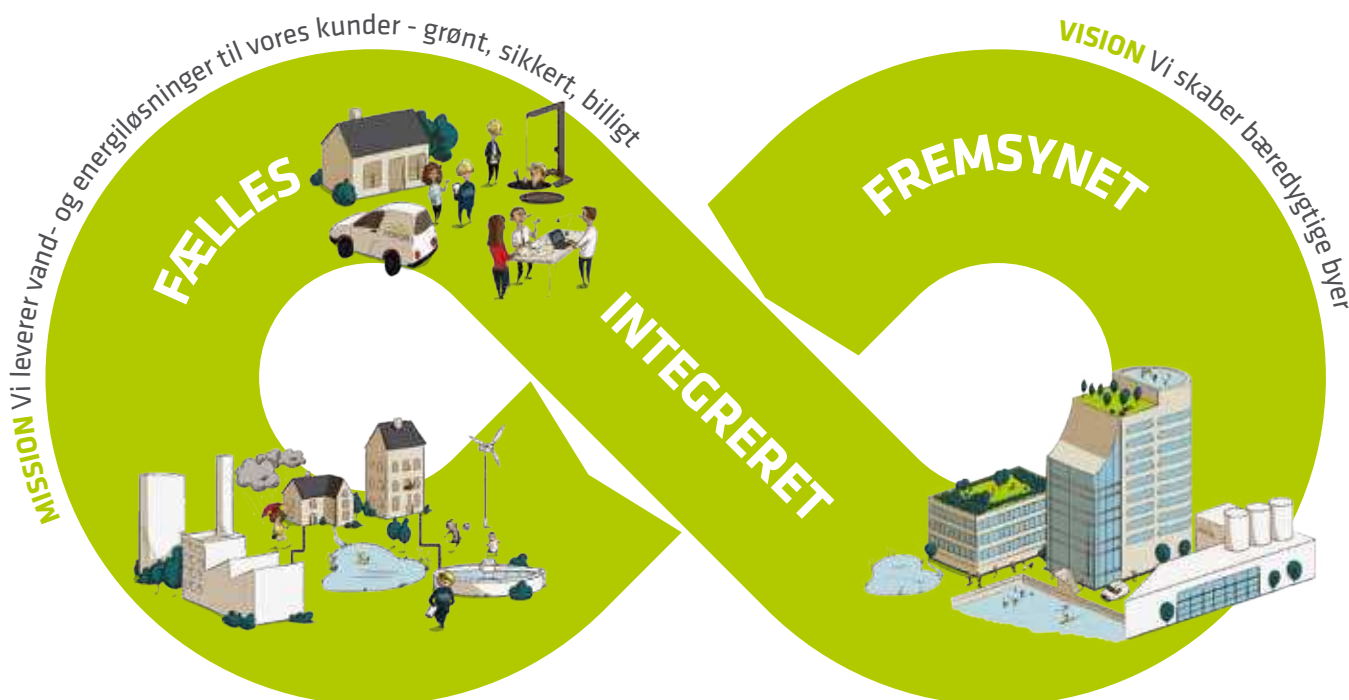 MISSION Vi leverer vand- og energiløsninger til vores kunder - grønt, sikkert, billigt
VISION Vi skaber bæredygtige byer
FÆLLES
INTEGRERET
FREMSYNET